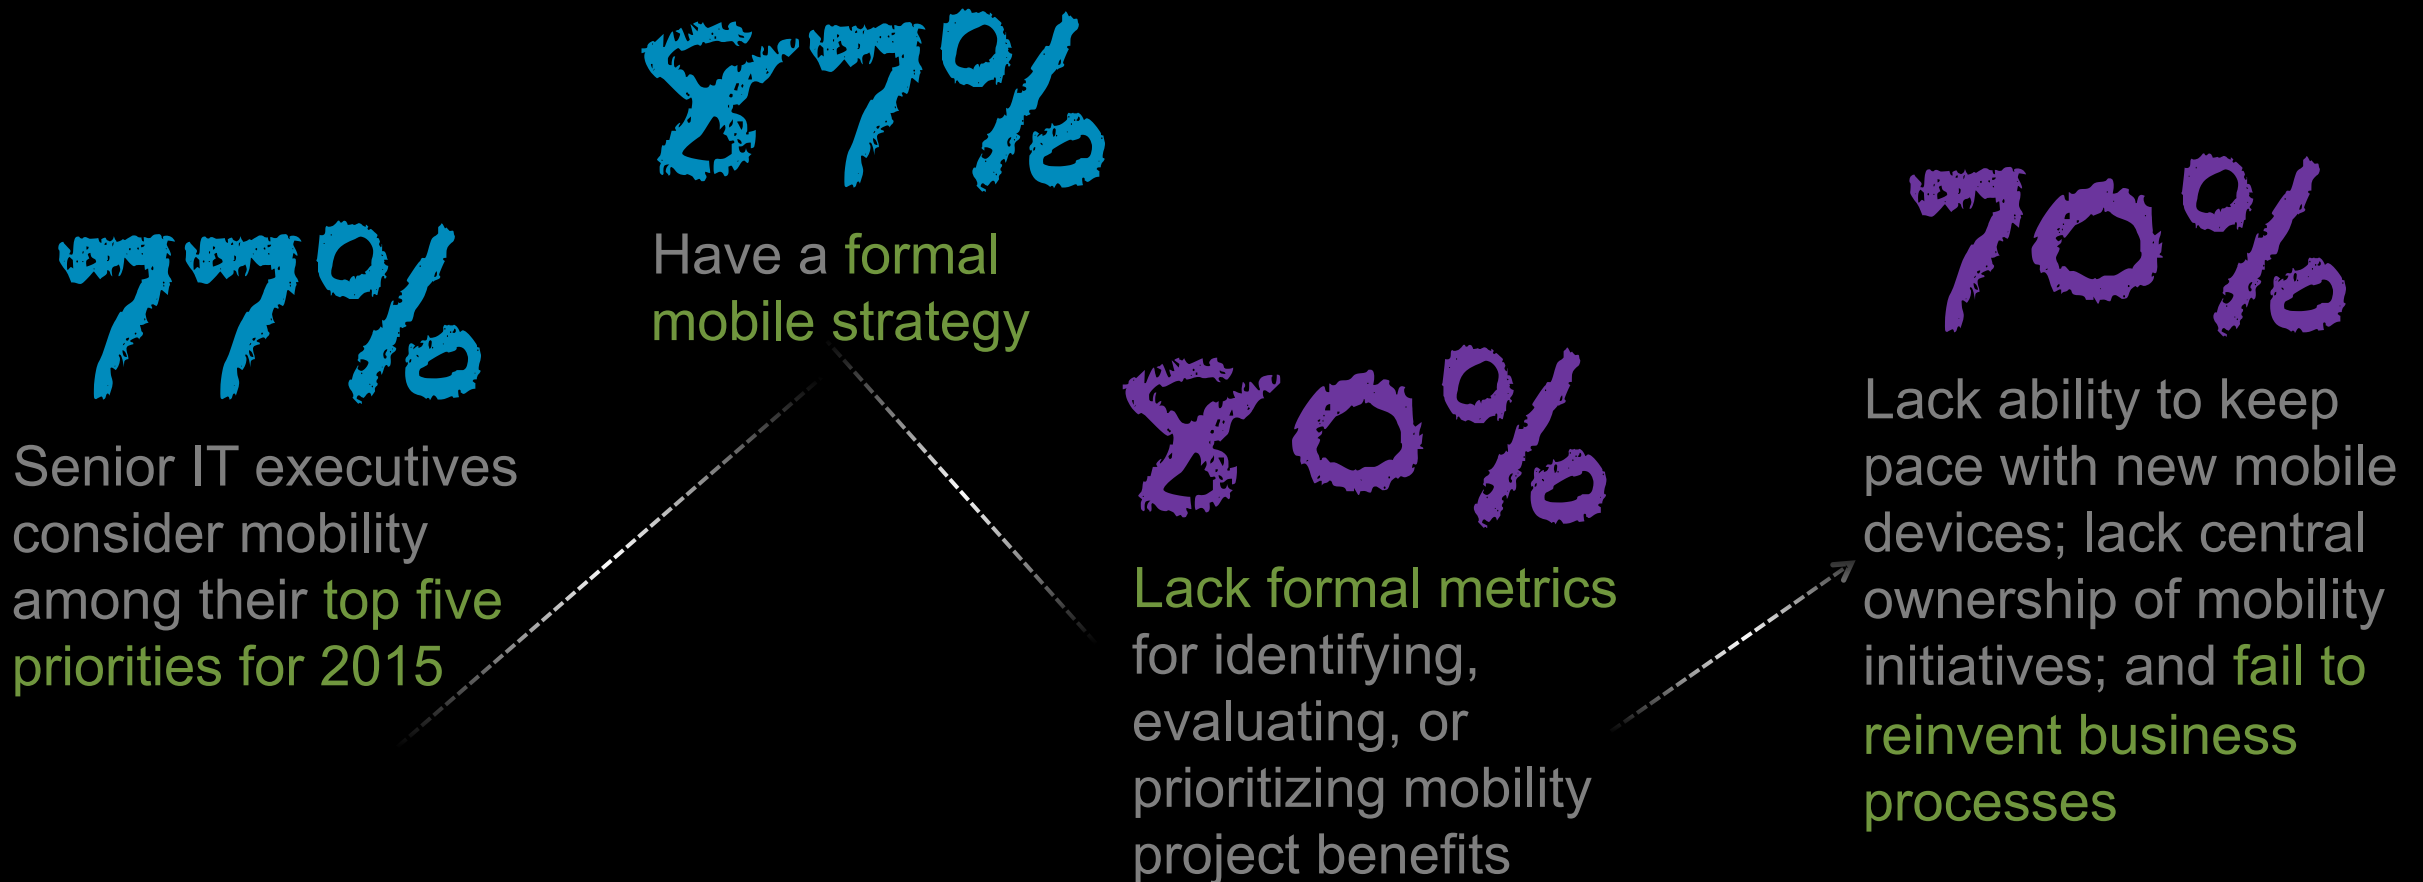 77%
Senior IT executives
consider mobility
among their top five
priorities for 2015
87%
Have a formal
mobile strategy
80%
Lack formal metrics
for identifying,
evaluating, or
prioritizing mobility
project benefits
70%
Lack ability to keep
pace with new mobile
devices; lack central
ownership of mobility
initiatives; and fail to
reinvent business
processes